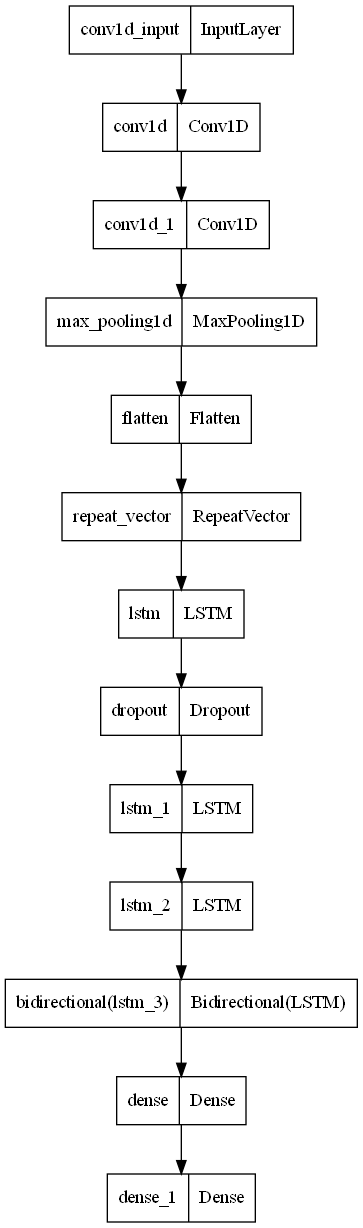 conv1d_input InputLayer
conv1d Conv1D
conv1d_1 Conv1D
max_pooling1d MaxPooling1D
flatten Flatten
repeat_vector RepeatVector
lstm LSTM
dropout Dropout
lstm_1 LSTM
lstm_2 LSTM
bidirectional(lstm_3) Bidirectional(LSTM)
dense Dense
dense_1 Dense